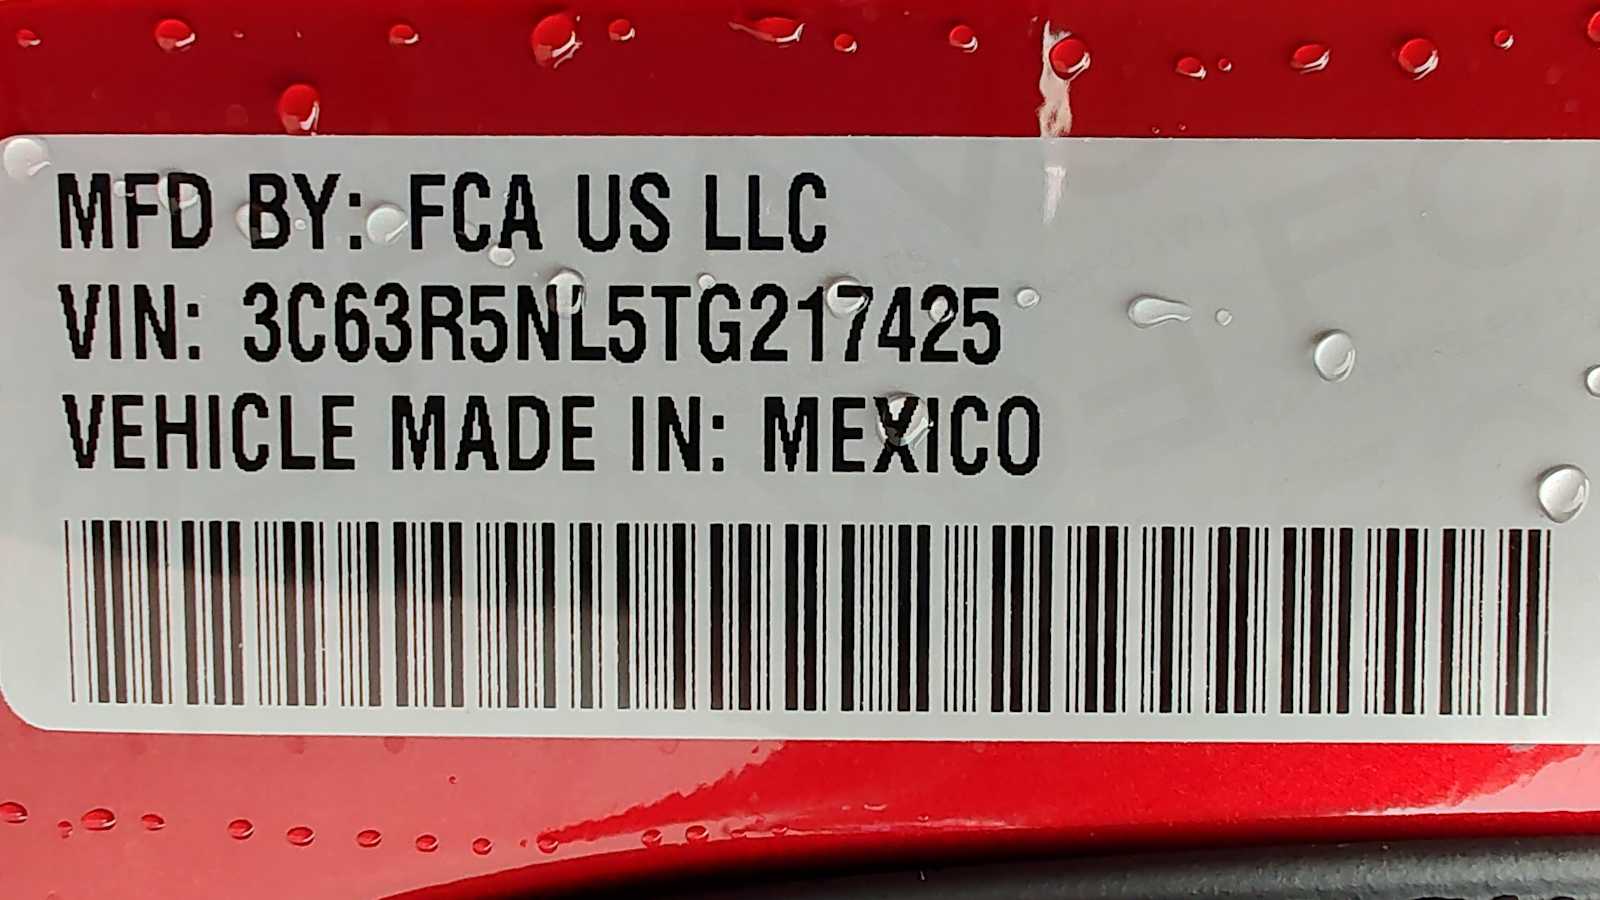 MFD BY: FCA US LLC
VIN: 3C63R5NL5TG217425
VEHICLE MADE IN: MEXICO